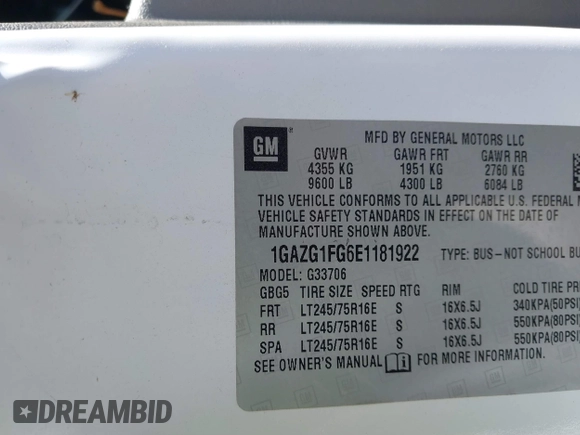 GM
MFD BY GENERAL MOTORS LLC
GVWR GAWR FRT GAWR RR
4355 KG 1951 KG 2760 KG
9600 LB 4300 LB 6084 LB
THIS VEHICLE CONFORMS TO ALL APPLICABLE U.S. FEDERAL M
VEHICLE SAFETY STANDARDS IN EFFECT ON THE DATE OF
MANUFACTURE SHOWN ABOVE.
1GAZG1FG6E1181922 TYPE: BUS-NOT SCHOOL BU
MODEL: G33706
GBG5 TIRE SIZE SPEED RTG RIM COLD TIRE PRE
FRT LT245/75R16E S 16X6.5J 340KPA(50PSI)
RR LT245/75R16E S 16X6.5J 550KPA(80PSI)
SPA LT245/75R16E S 16X6.5J 550KPA(80PSI)
SEE OWNER'S MANUAL FOR MORE INFORMATION.
DREAMBID